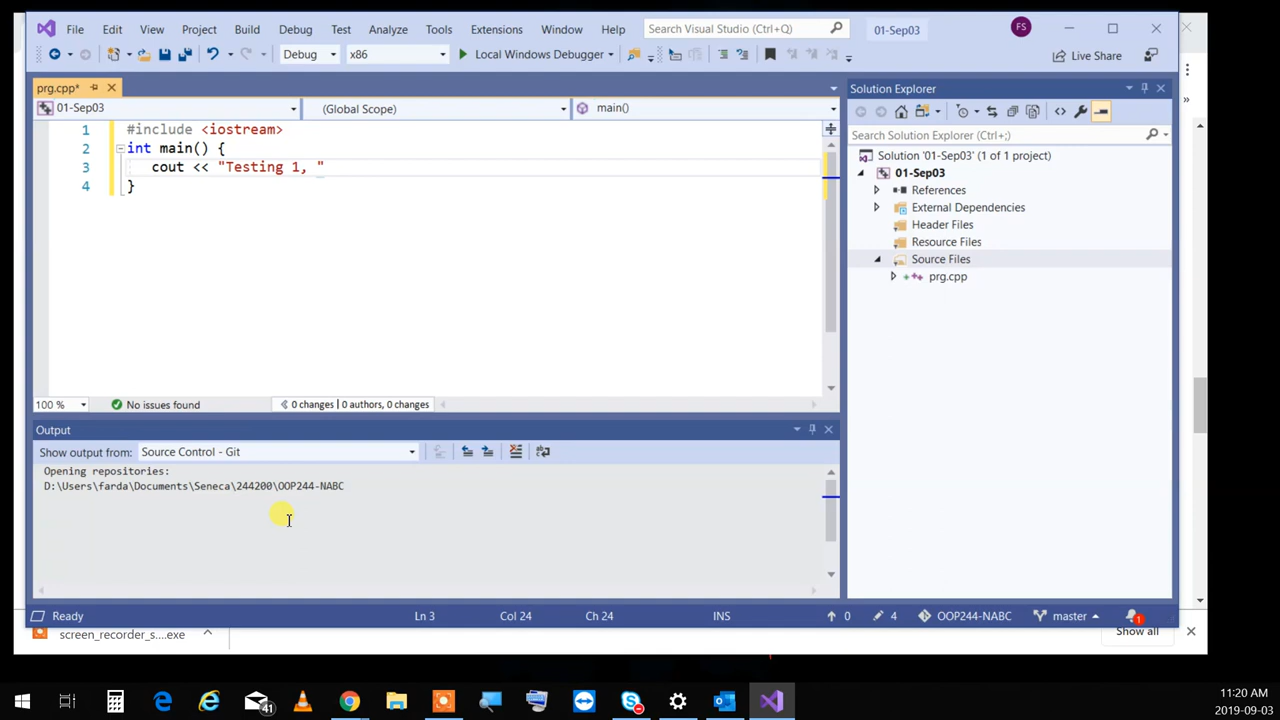 File Edit View Project Build Debug Test Analyze Tools Extensions Window Help Search Visual Studio (Ctrl+Q) 01-Sep03 FS
Debug x86 Local Windows Debugger Live Share
prg.cpp*
01-Sep03 (Global Scope) main()
1 #include <iostream>
2 int main() {
3 cout << "Testing 1, "
4 }
100 % No issues found 0 changes | 0 authors, 0 changes
Output
Show output from: Source Control - Git
Opening repositories:
D:\Users\farda\Documents\Seneca\244200\OOP244-NABC
Solution Explorer
Search Solution Explorer (Ctrl+;)
Solution '01-Sep03' (1 of 1 project)
01-Sep03
References
External Dependencies
Header Files
Resource Files
Source Files
prg.cpp
Ready Ln 3 Col 24 Ch 24 INS 0 4 OOP244-NABC master 1
screen_recorder_s....exe Show all
41
11:20 AM
2019-09-03